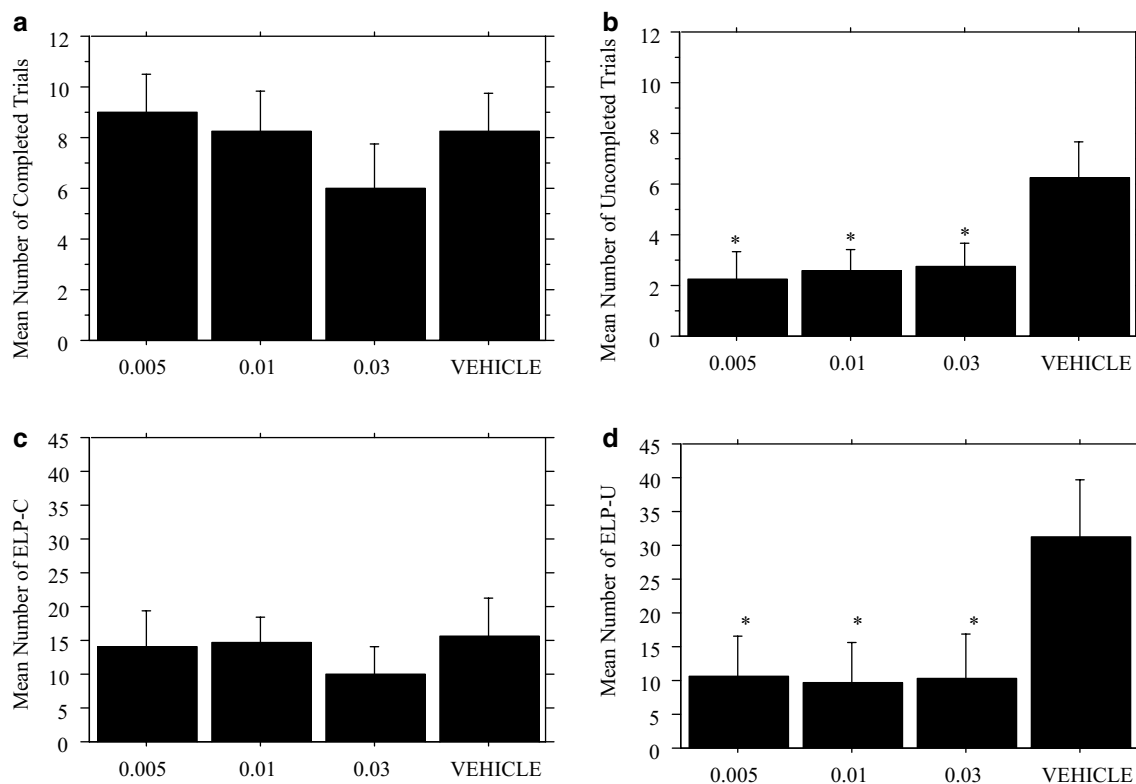 a
Mean Number of Completed Trials
12
10
8
6
4
2
0
0.005 0.01 0.03 VEHICLE
b
Mean Number of Uncompleted Trials
12
10
8
6
4
2
0
* * *
0.005 0.01 0.03 VEHICLE
c
Mean Number of ELP-C
45
40
35
30
25
20
15
10
5
0
0.005 0.01 0.03 VEHICLE
d
Mean Number of ELP-U
45
40
35
30
25
20
15
10
5
0
* * *
0.005 0.01 0.03 VEHICLE